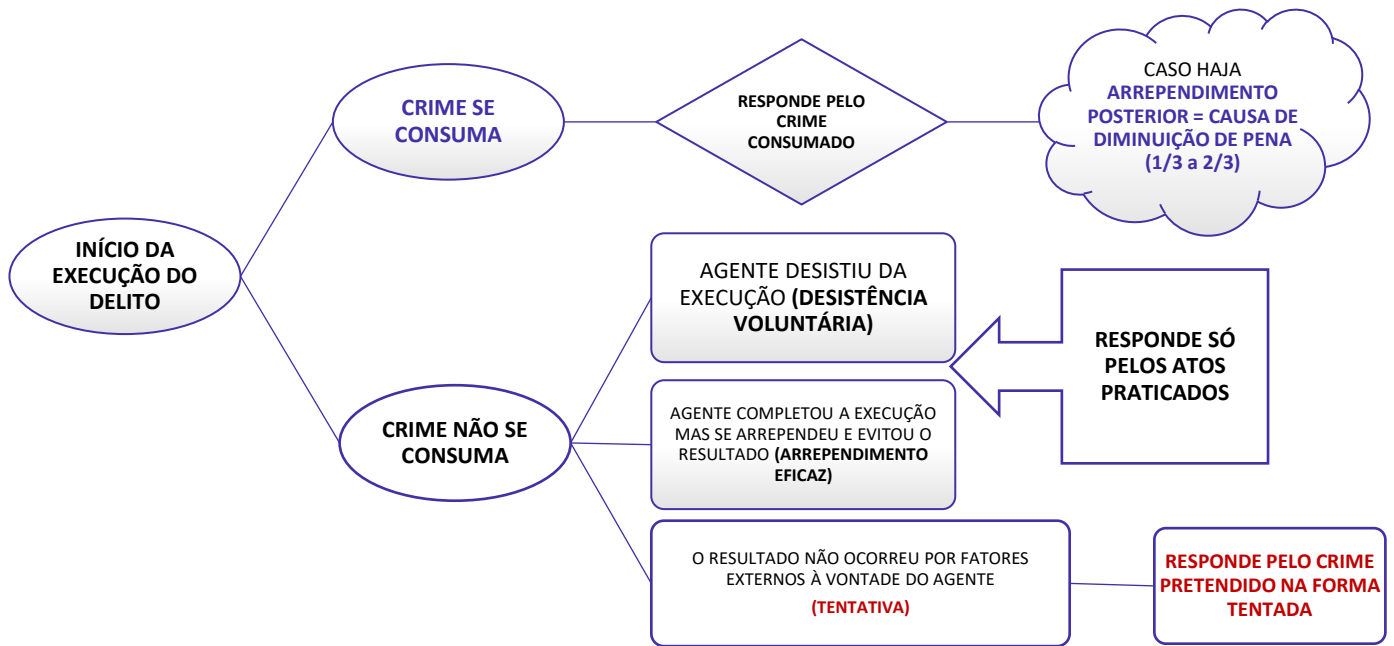 INÍCIO DA
EXECUÇÃO DO
DELITO
CRIME SE
CONSUMA
RESPONDE PELO
CRIME
CONSUMADO
CASO HAJA
ARREPENDIMENTO
POSTERIOR = CAUSA DE
DIMINUIÇÃO DE PENA
(1/3 a 2/3)
CRIME NÃO SE
CONSUMA
AGENTE DESISTIU DA
EXECUÇÃO (DESISTÊNCIA
VOLUNTÁRIA)
AGENTE COMPLETOU A EXECUÇÃO
MAS SE ARREPENDEU E EVITOU O
RESULTADO (ARREPENDIMENTO
EFICAZ)
RESPONDE SÓ
PELOS ATOS
PRATICADOS
O RESULTADO NÃO OCORREU POR FATORES
EXTERNOS À VONTADE DO AGENTE
(TENTATIVA)
RESPONDE PELO CRIME
PRETENDIDO NA FORMA
TENTADA